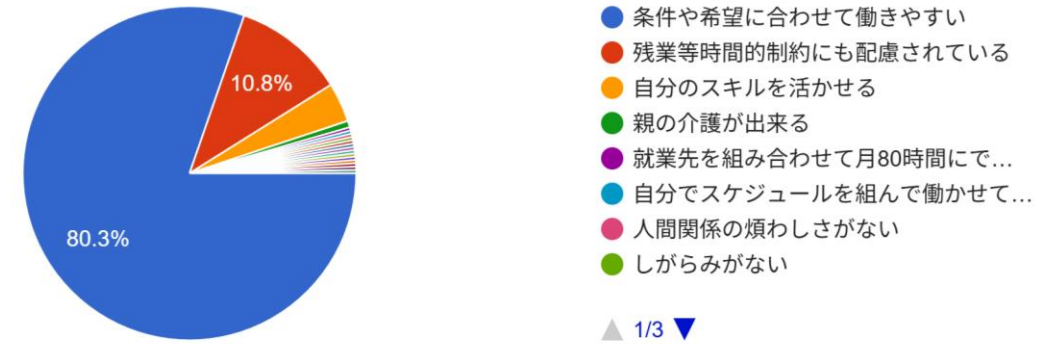 10.8%
80.3%
条件や希望に合わせて働きやすい
残業等時間的制約にも配慮されている
自分のスキルを活かせる
親の介護が出来る
就業先を組み合わせて月80時間にで…
自分でスケジュールを組んで働かせて…
人間関係の煩わしさがない
しがらみがない
1/3